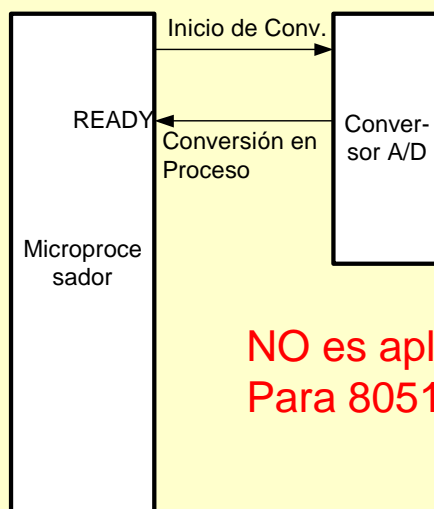 Inicio de Conv.
READY
Conversión en
Proceso
Conver-
sor A/D
Microproce
sador
NO es apl
Para 8051